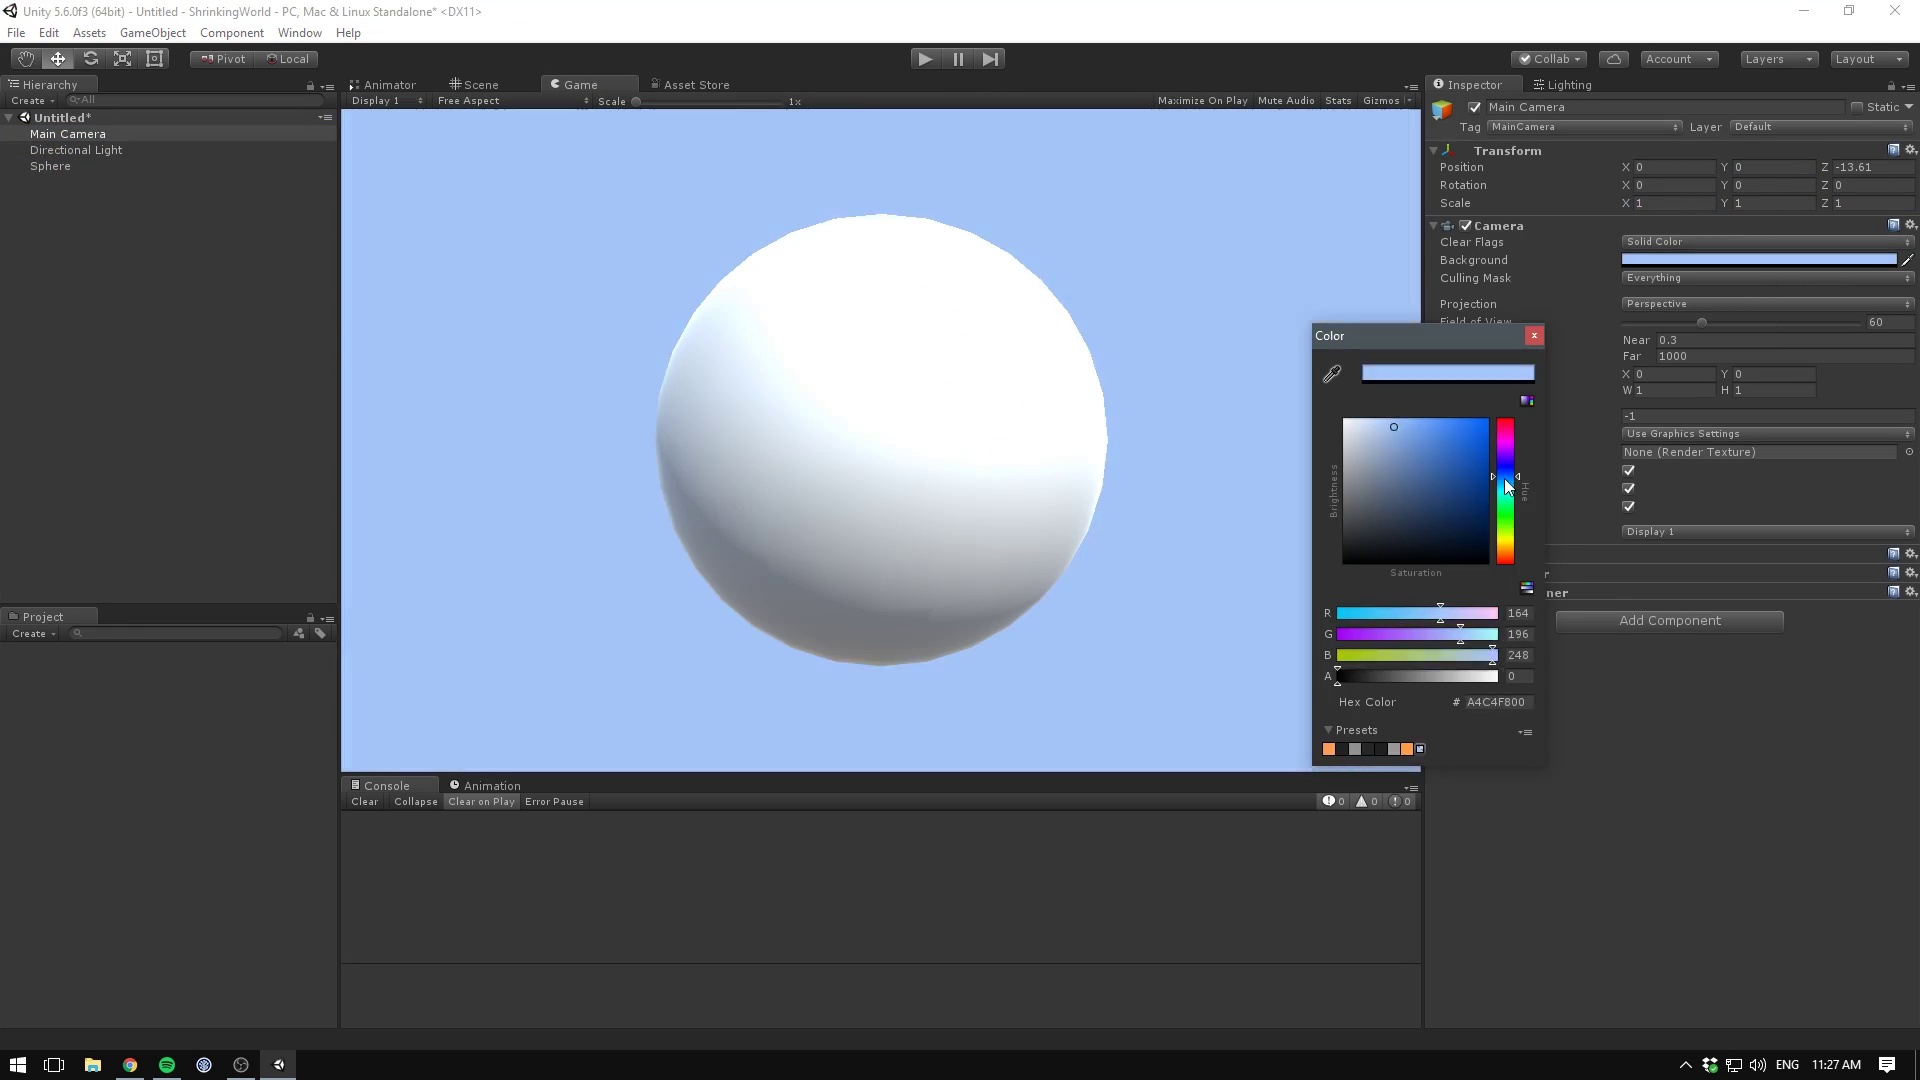 Unity 5.6.0f3 (64bit) - Untitled - ShrinkingWorld - PC, Mac & Linux Standalone* <DX11>
File Edit Assets GameObject Component Window Help
Pivot Local Collab Account Layers Layout
Hierarchy Animator Scene Game Asset Store Inspector Lighting
Create All Display 1 Free Aspect Scale 1x Maximize On Play Mute Audio Stats Gizmos
Main Camera Static
Untitled*
Tag MainCamera Layer Default
Main Camera
Directional Light
Sphere
Transform
Position X 0 Y 0 Z -13.61
Rotation X 0 Y 0 Z 0
Scale X 1 Y 1 Z 1
Camera
Clear Flags Solid Color
Background
Culling Mask Everything
Projection Perspective
Field of View 60
Near 0.3
Far 1000
X 0 Y 0
W 1 H 1
-1
Use Graphics Settings
None (Render Texture)
Display 1
ner
Add Component
Color
Brightness
Hue
Saturation
R 164
G 196
B 248
A 0
Hex Color # A4C4F800
Presets
Project
Create
Console Animation
Clear Collapse Clear on Play Error Pause 0 0 0
ENG 11:27 AM